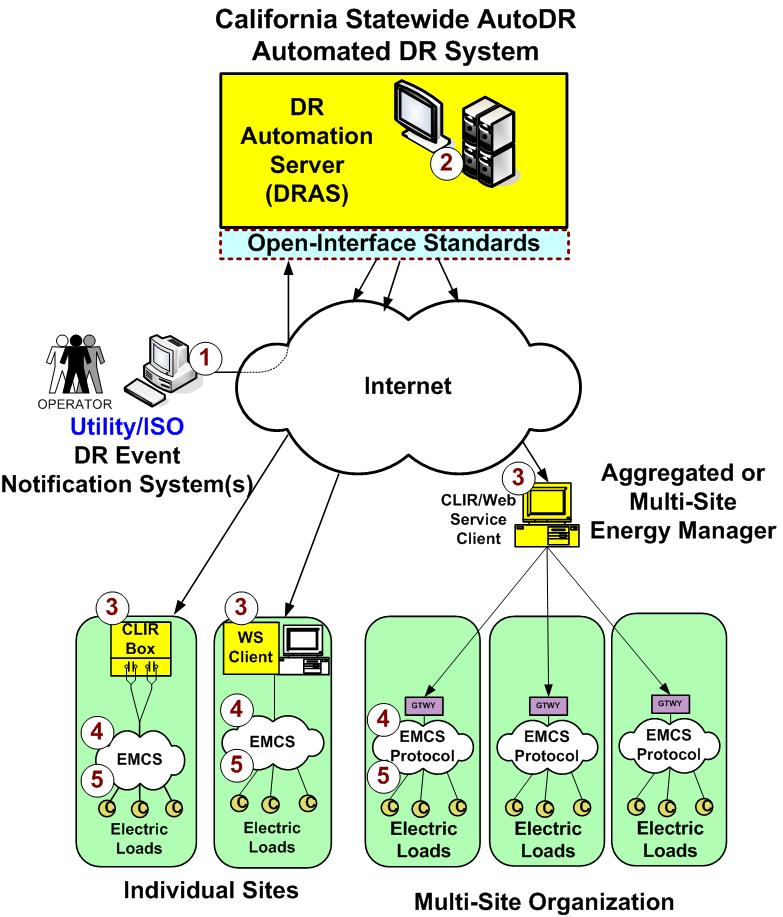 California Statewide AutoDR
Automated DR System
DR
Automation
Server
(DRAS)
2
Open-Interface Standards
1
Internet
OPERATOR
Utility/ISO
DR Event
Notification System(s)
3
CLIR/Web
Service
Client
Aggregated or
Multi-Site
Energy Manager
3
CLIR
Box
4
EMCS
5
C C C
Electric
Loads
3
WS
Client
4
EMCS
5
C C C
Electric
Loads
Individual Sites
GTWY
4
EMCS
Protocol
5
C C C
Electric
Loads
GTWY
EMCS
Protocol
C C C
Electric
Loads
GTWY
EMCS
Protocol
C C C
Electric
Loads
Multi-Site Organization